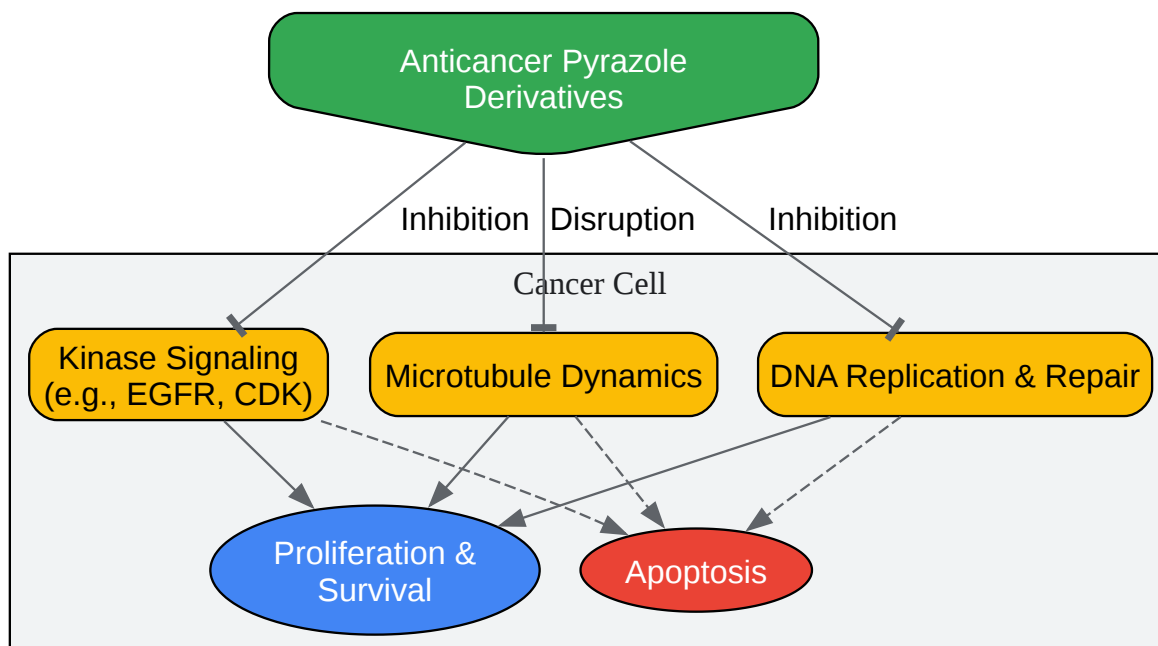 Anticancer Pyrazole
Derivatives
Inhibition
Disruption
Inhibition
Cancer Cell
Kinase Signaling
(e.g., EGFR, CDK)
Microtubule Dynamics
DNA Replication & Repair
Proliferation &
Survival
Apoptosis